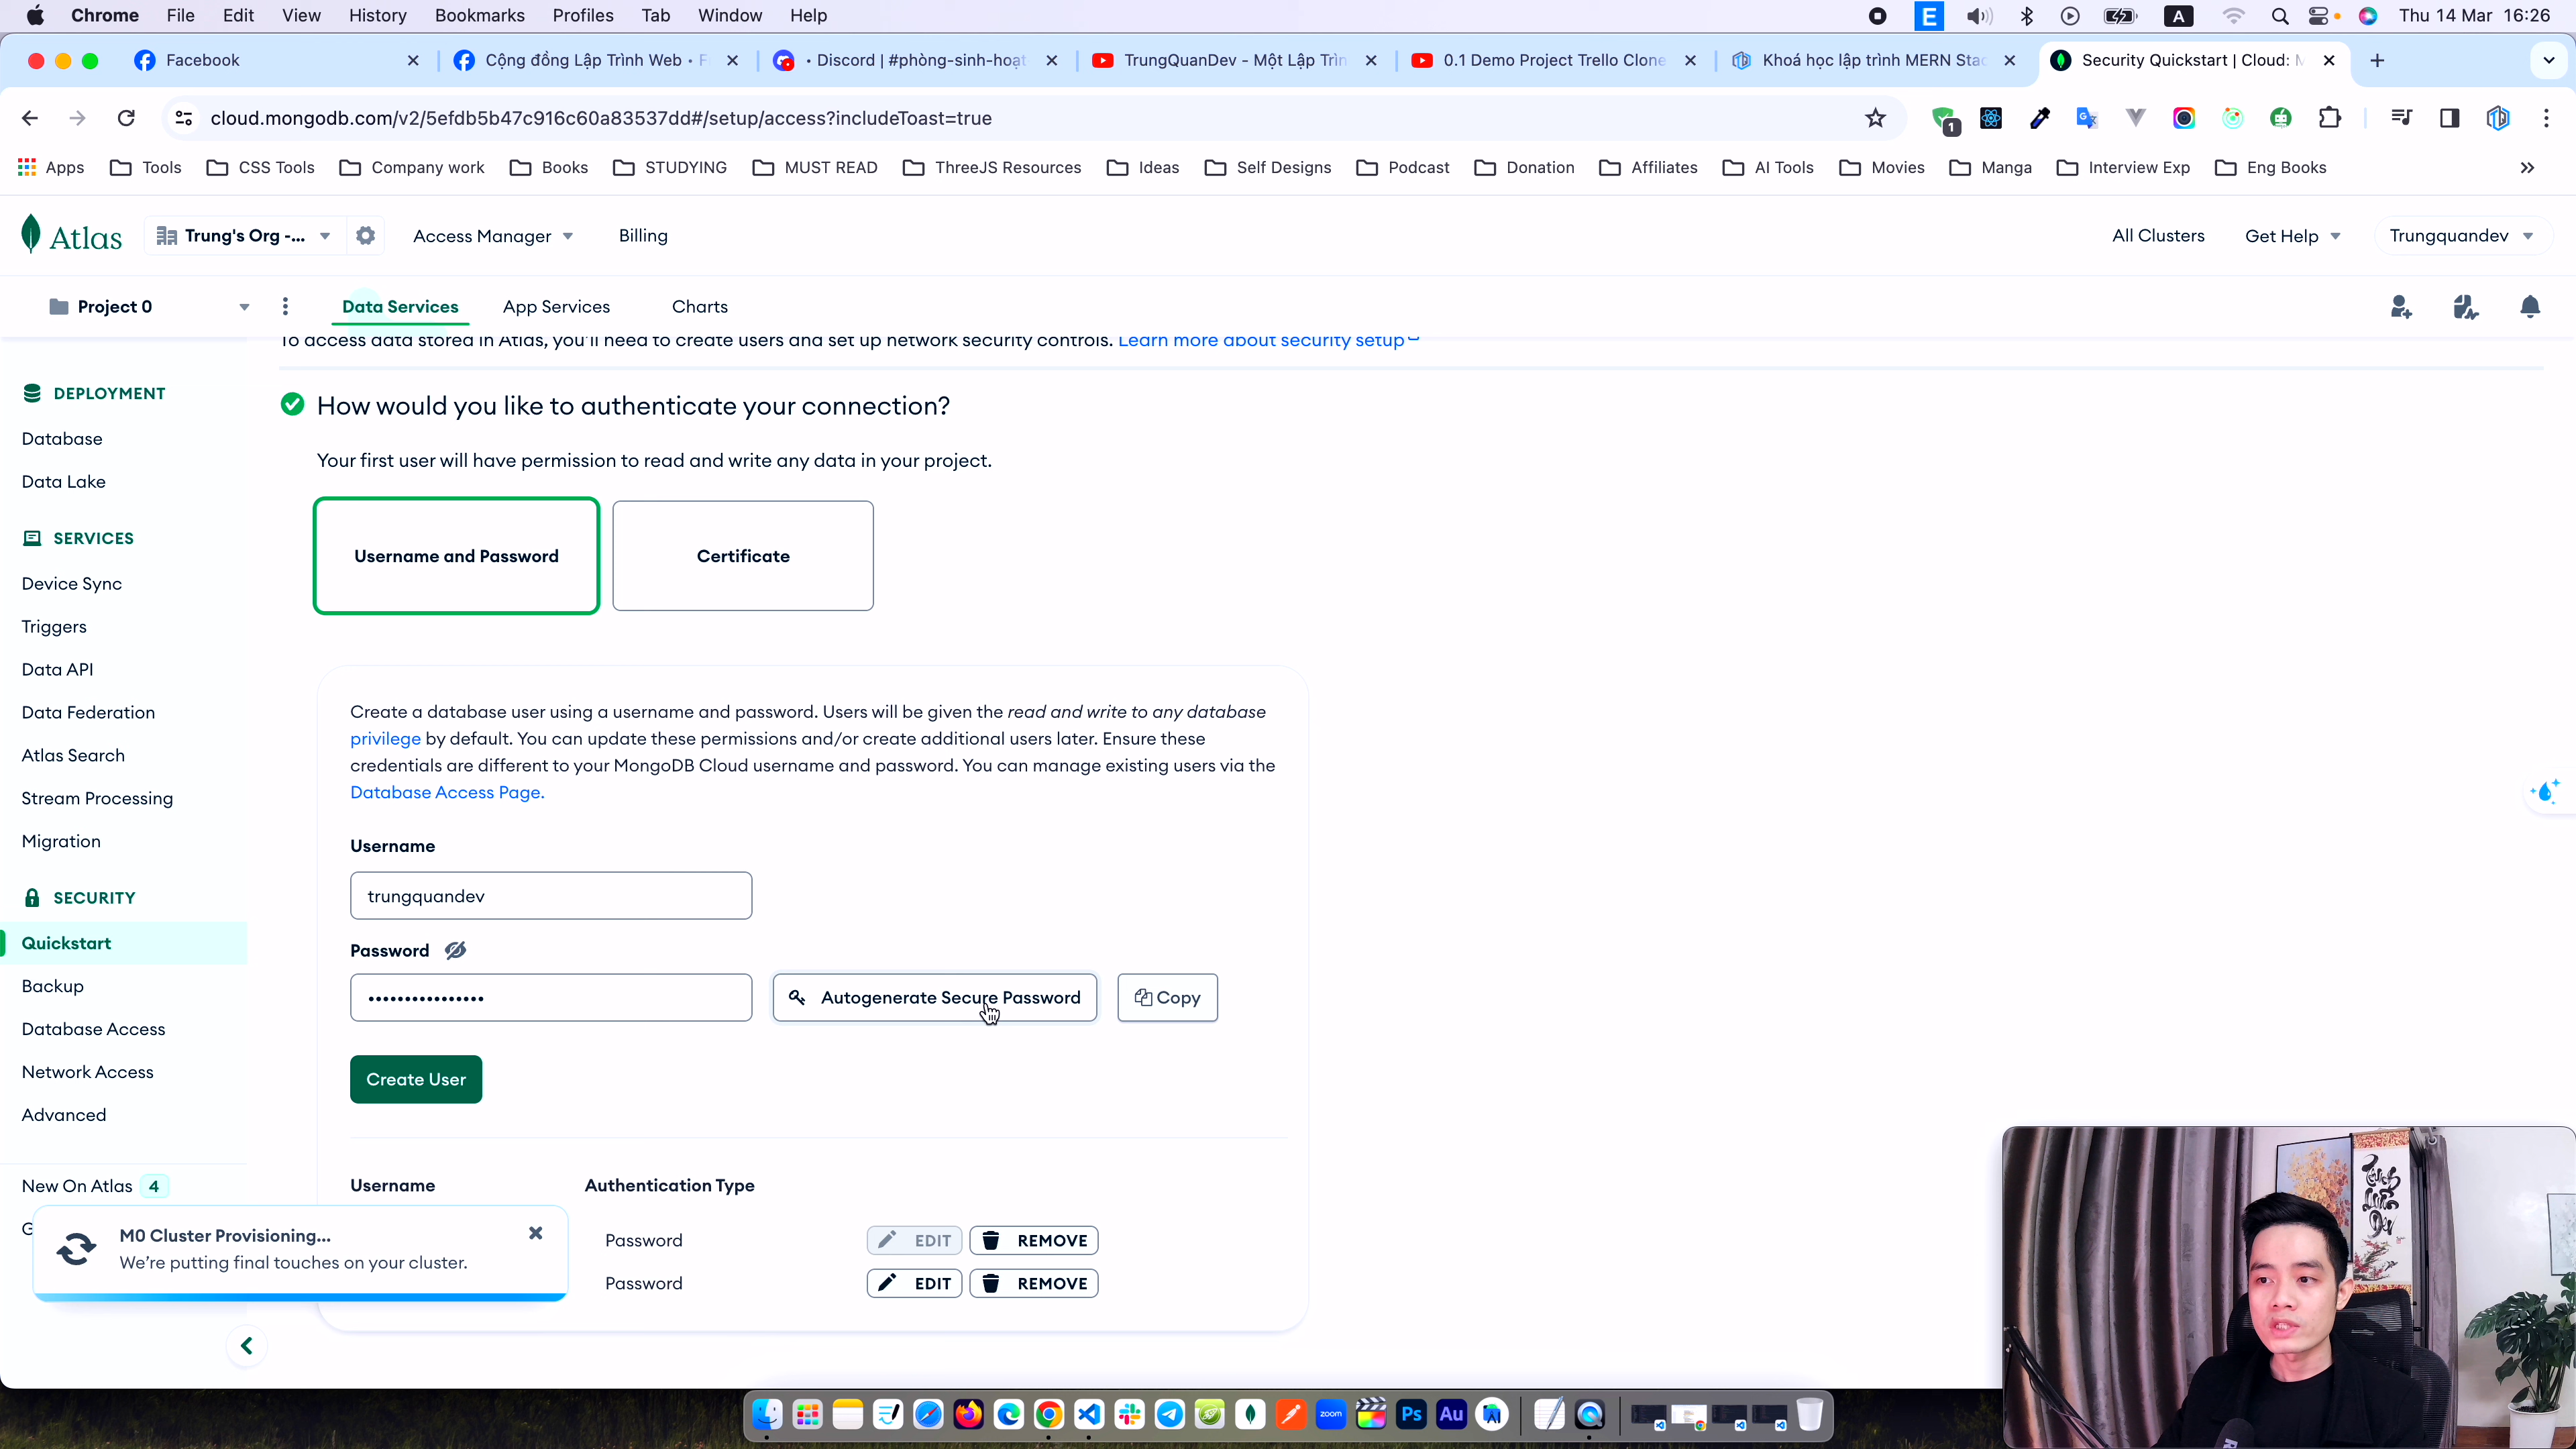 Chrome File Edit View History Bookmarks Profiles Tab Window Help
E A Thu 14 Mar 16:26
Facebook
Cộng đồng Lập Trình Web • F
• Discord | #phòng-sinh-hoạt
TrungQuanDev - Một Lập Trìn
0.1 Demo Project Trello Clone
Khoá học lập trình MERN Stac
Security Quickstart | Cloud: M
cloud.mongodb.com/v2/5efdb5b47c916c60a83537dd#/setup/access?includeToast=true
1
Apps Tools CSS Tools Company work Books STUDYING MUST READ ThreeJS Resources Ideas Self Designs Podcast Donation Affiliates AI Tools Movies Manga Interview Exp Eng Books
Atlas Trung's Org -... Access Manager Billing All Clusters Get Help Trungquandev
Project 0 Data Services App Services Charts
To access data stored in Atlas, you'll need to create users and set up network security controls. Learn more about security setup
DEPLOYMENT
Database
Data Lake
SERVICES
Device Sync
Triggers
Data API
Data Federation
Atlas Search
Stream Processing
Migration
SECURITY
Quickstart
Backup
Database Access
Network Access
Advanced
New On Atlas 4
G
How would you like to authenticate your connection?
Your first user will have permission to read and write any data in your project.
Username and Password
Certificate
Create a database user using a username and password. Users will be given the read and write to any database
privilege by default. You can update these permissions and/or create additional users later. Ensure these
credentials are different to your MongoDB Cloud username and password. You can manage existing users via the
Database Access Page.
Username
trungquandev
Password
••••••••••••••••
Autogenerate Secure Password
Copy
Create User
Username Authentication Type
Password EDIT REMOVE
Password EDIT REMOVE
M0 Cluster Provisioning...
We're putting final touches on your cluster.
zoom Ps Au